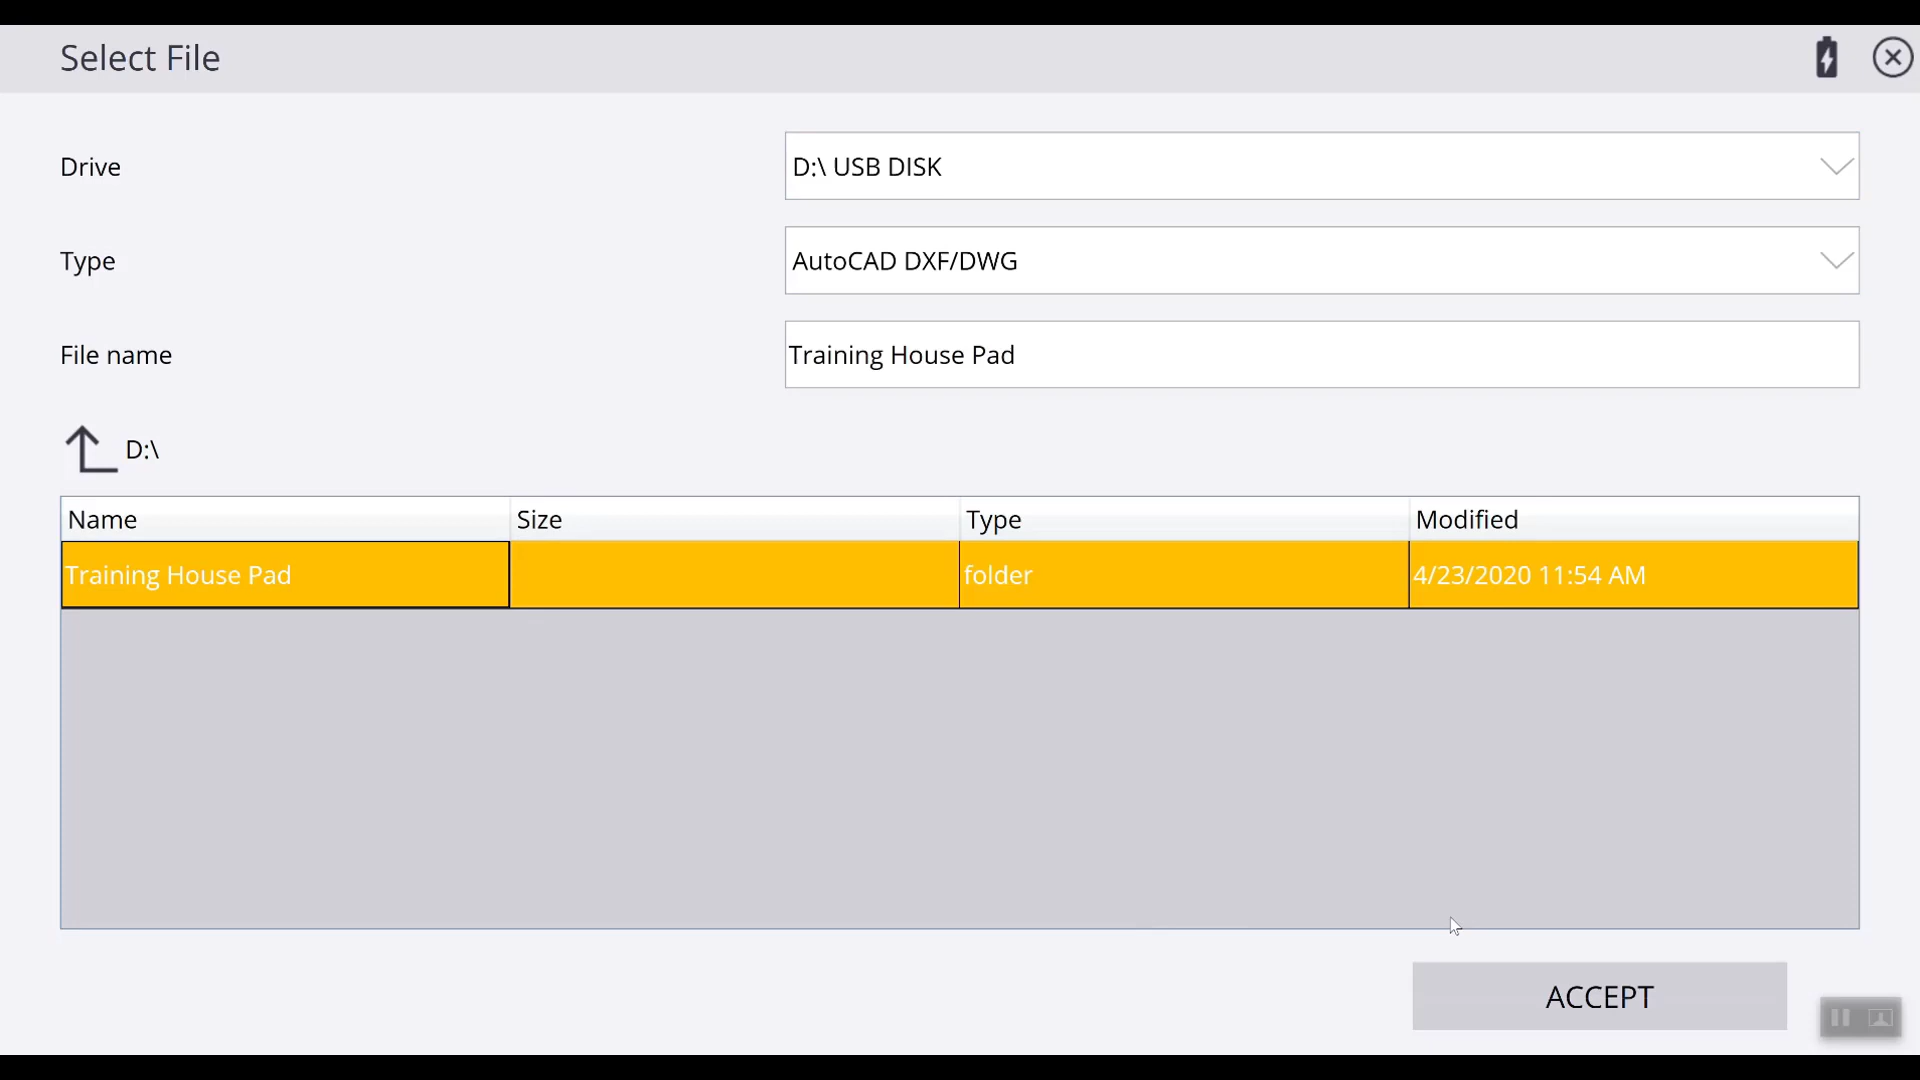 Select File
Drive
D:\ USB DISK
Type
AutoCAD DXF/DWG
File name
Training House Pad
D:\
Name Size Type Modified
Training House Pad folder 4/23/2020 11:54 AM
ACCEPT